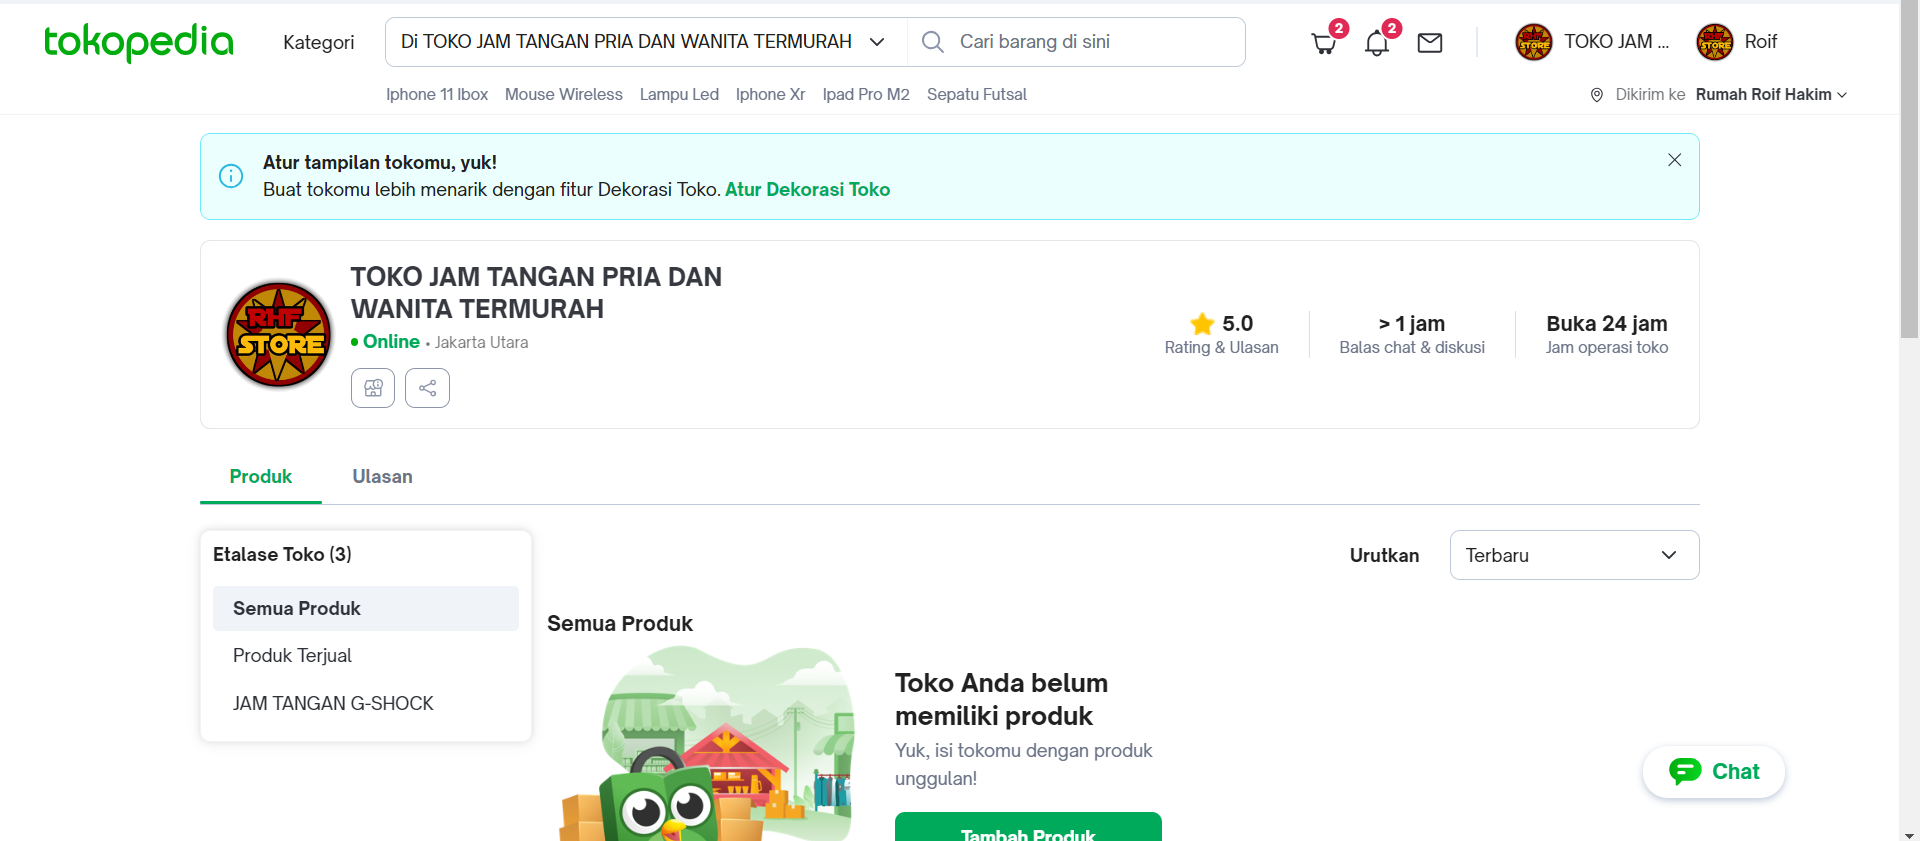 tokopedia
Kategori
Di TOKO JAM TANGAN PRIA DAN WANITA TERMURAH
Cari barang di sini
2
2
STORE
TOKO JAM ...
STORE
Roif
Iphone 11 Ibox
Mouse Wireless
Lampu Led
Iphone Xr
Ipad Pro M2
Sepatu Futsal
Dikirim ke Rumah Roif Hakim
Atur tampilan tokomu, yuk!
Buat tokomu lebih menarik dengan fitur Dekorasi Toko. Atur Dekorasi Toko
RHF
STORE
TOKO JAM TANGAN PRIA DAN
WANITA TERMURAH
Online • Jakarta Utara
5.0
Rating & Ulasan
> 1 jam
Balas chat & diskusi
Buka 24 jam
Jam operasi toko
Produk
Ulasan
Etalase Toko (3)
Semua Produk
Produk Terjual
JAM TANGAN G-SHOCK
Urutkan
Terbaru
Semua Produk
Toko Anda belum
memiliki produk
Yuk, isi tokomu dengan produk
unggulan!
Tambah Produk
Chat